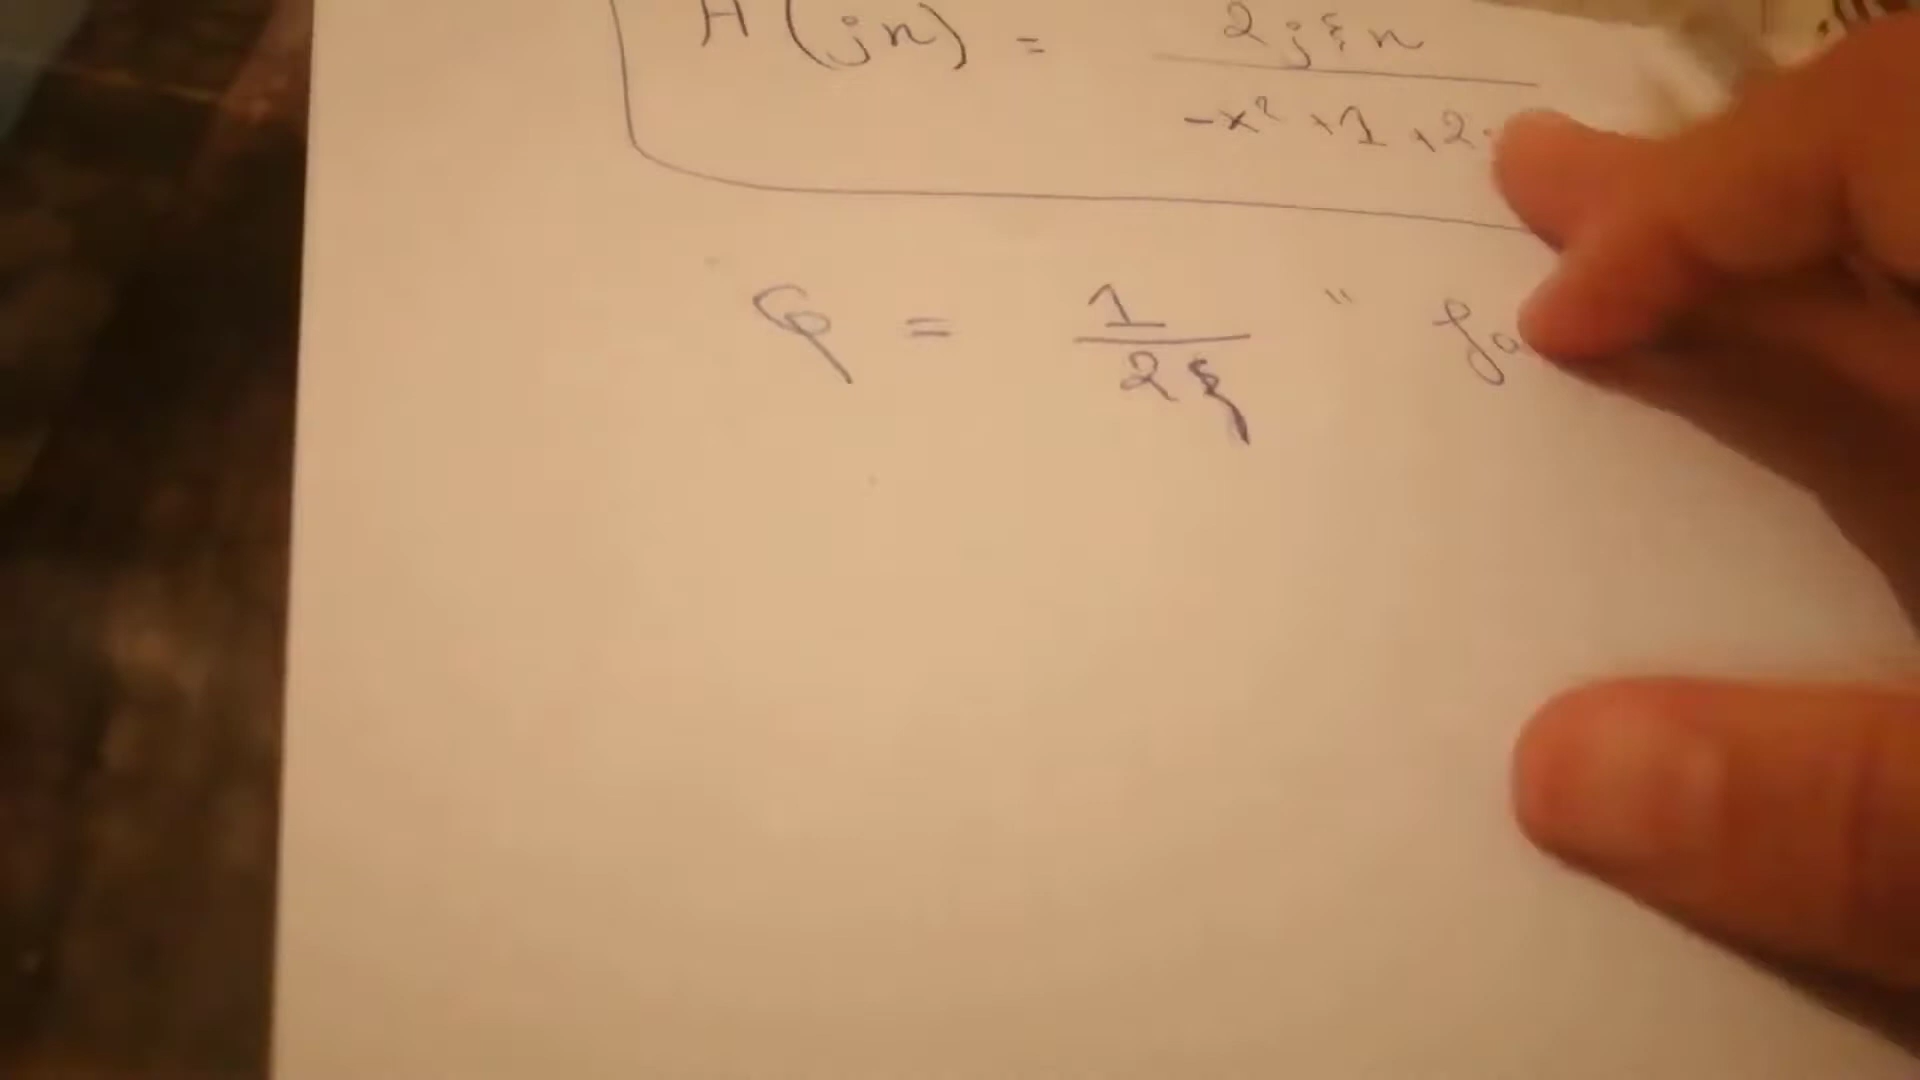 H(jx) = 2jξx / -x² + 1 + 2
Q = 1 / 2ξ "